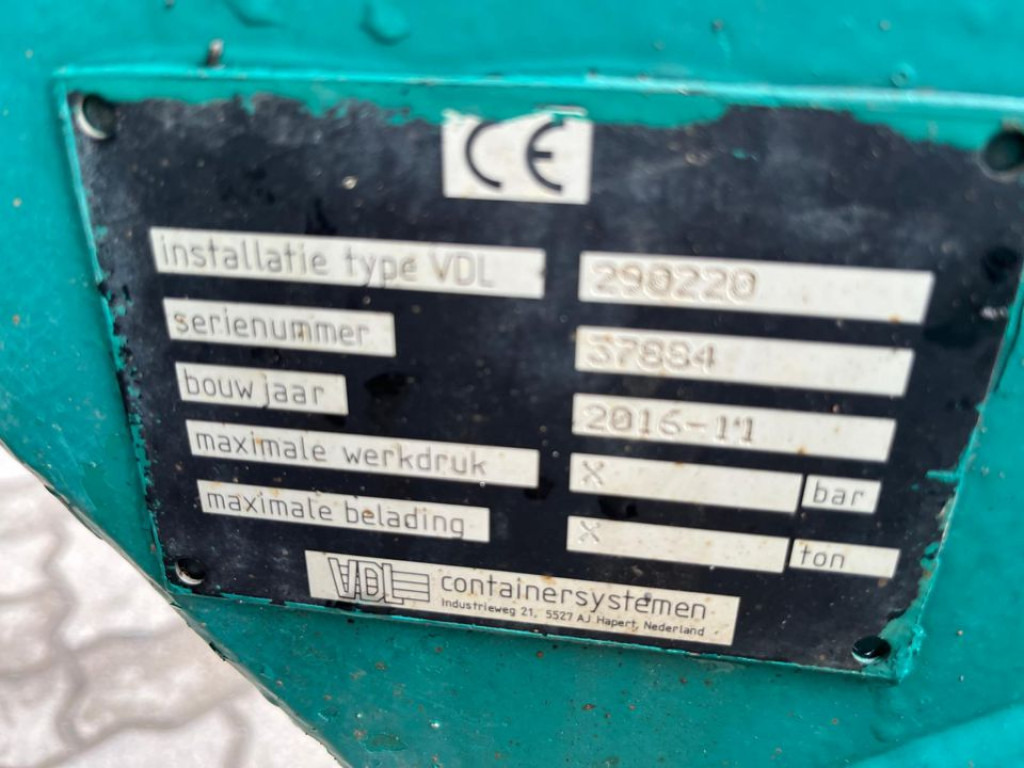 CE
installatie type VDL 290220
serienummer 37884
bouwjaar 2016-11
maximale werkdruk X bar
maximale belading X ton
VDL containersystemen
Industrieweg 21, 5527 AJ Hapert, Nederland